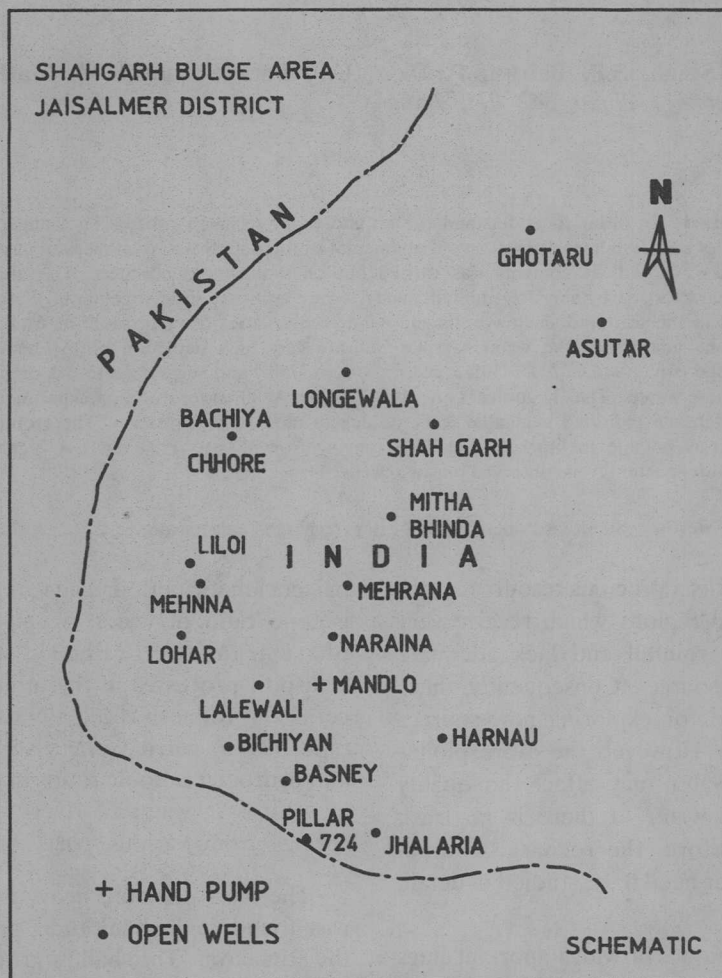 SHAHGARH BULGE AREA
JAISALMER DISTRICT
PAKISTAN
N
GHOTARU
ASUTAR
LONGEWALA
BACHIYA
CHHORE
SHAH GARH
MITHA
BHINDA
LILOI
INDIA
MEHNNA
MEHRANA
LOHAR
NARAINA
+ MANDLO
LALEWALI
BICHIYAN
HARNAU
BASNEY
PILLAR
724
JHALARIA
+ HAND PUMP
• OPEN WELLS
SCHEMATIC